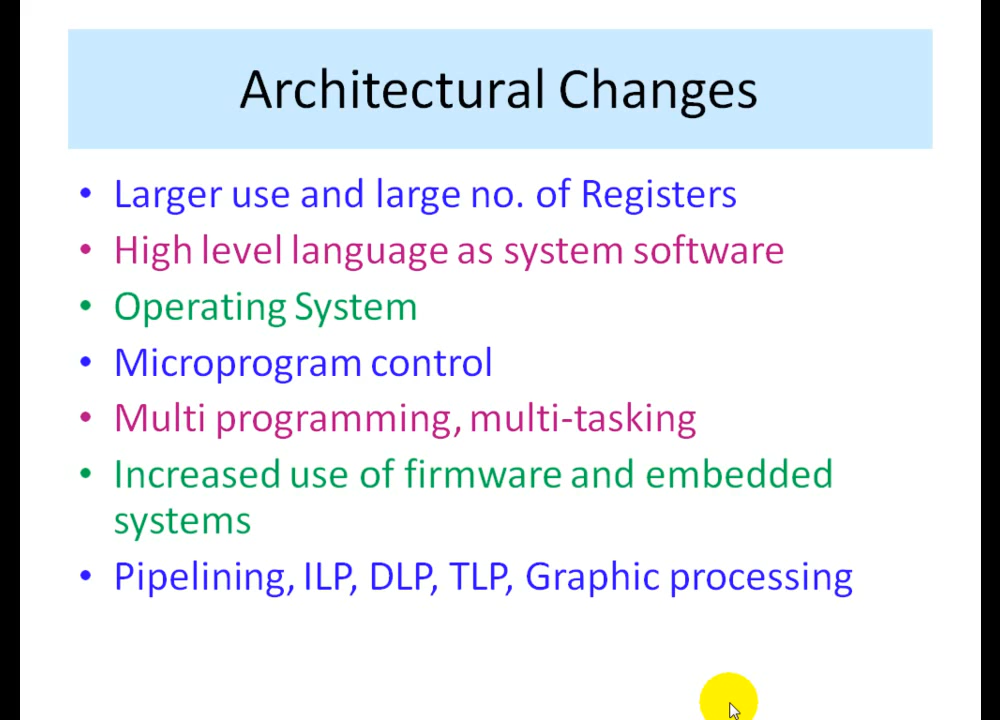 Architectural Changes
• Larger use and large no. of Registers
• High level language as system software
• Operating System
• Microprogram control
• Multi programming, multi-tasking
• Increased use of firmware and embedded
systems
• Pipelining, ILP, DLP, TLP, Graphic processing